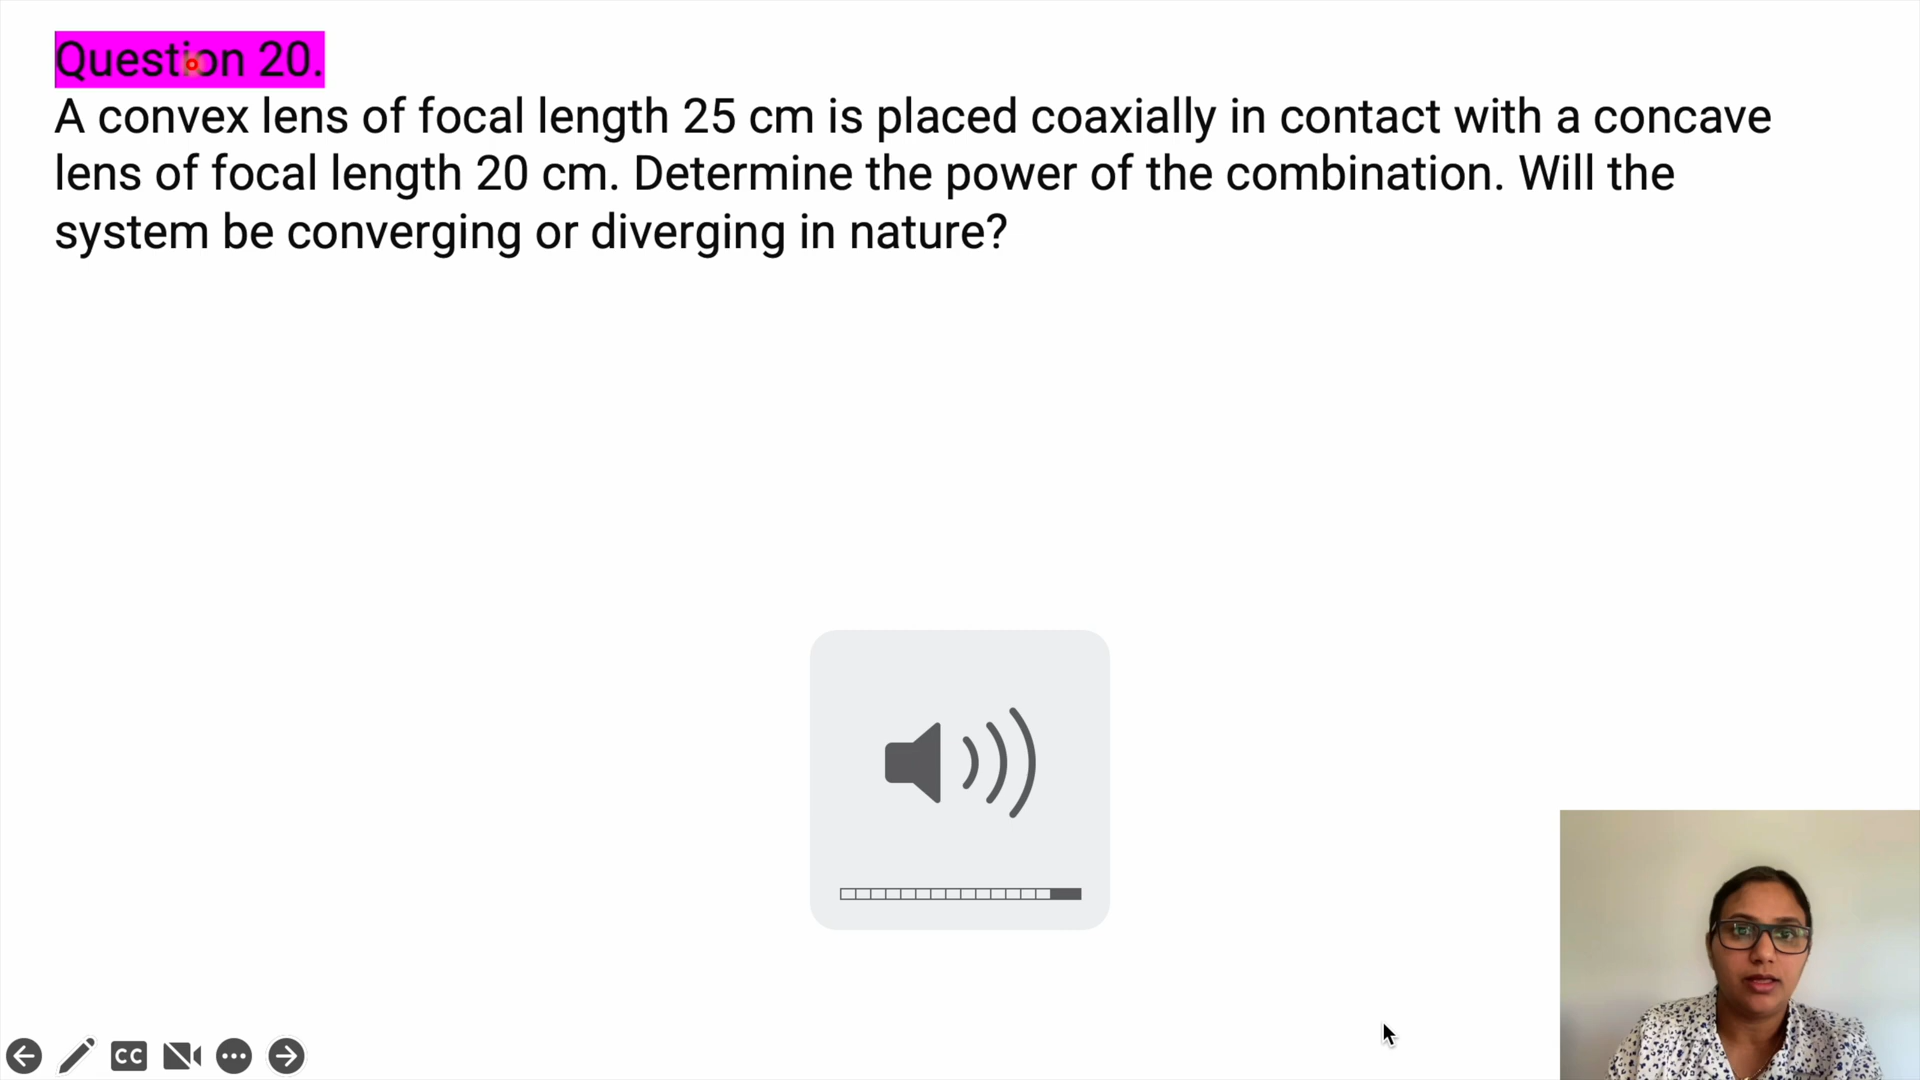 Question 20.
A convex lens of focal length 25 cm is placed coaxially in contact with a concave
lens of focal length 20 cm. Determine the power of the combination. Will the
system be converging or diverging in nature?
CC